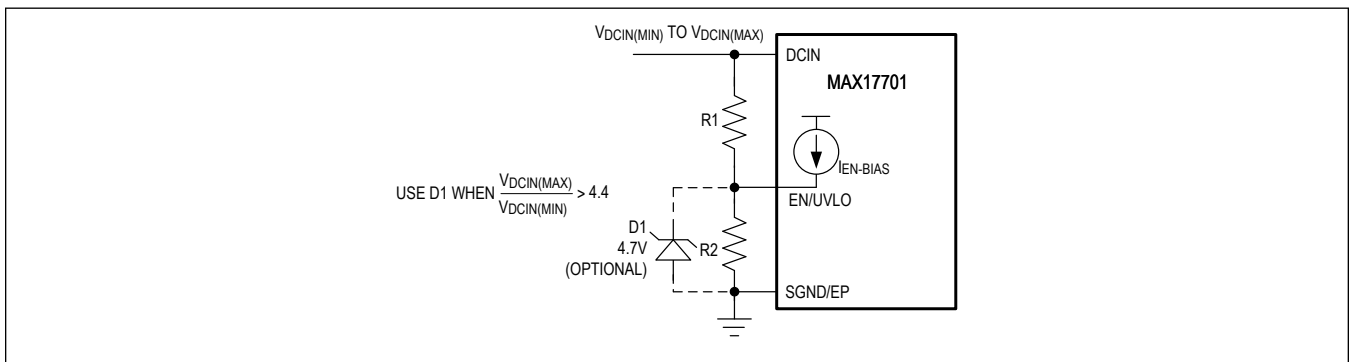 VDCIN(MIN) TO VDCIN(MAX)
DCIN
MAX17701
R1
IEN-BIAS
USE D1 WHEN VDCIN(MAX)/VDCIN(MIN) > 4.4
EN/UVLO
D1
4.7V
(OPTIONAL)
R2
SGND/EP